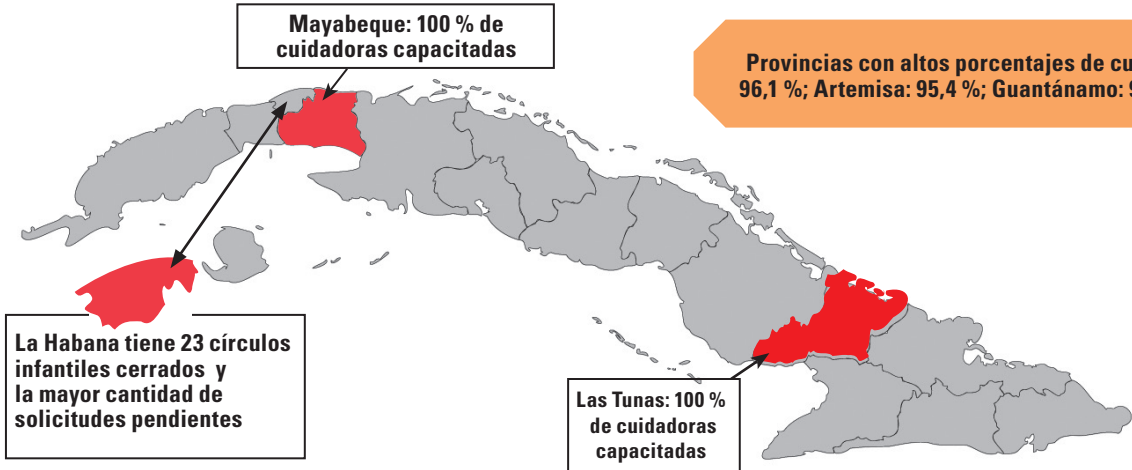 Mayabeque: 100 % de
cuidadoras capacitadas
Provincias con altos porcentajes de
96,1 %; Artemisa: 95,4 %; Guantánamo:
La Habana tiene 23 círculos
infantiles cerrados y
la mayor cantidad de
solicitudes pendientes
Las Tunas: 100 %
de cuidadoras
capacitadas